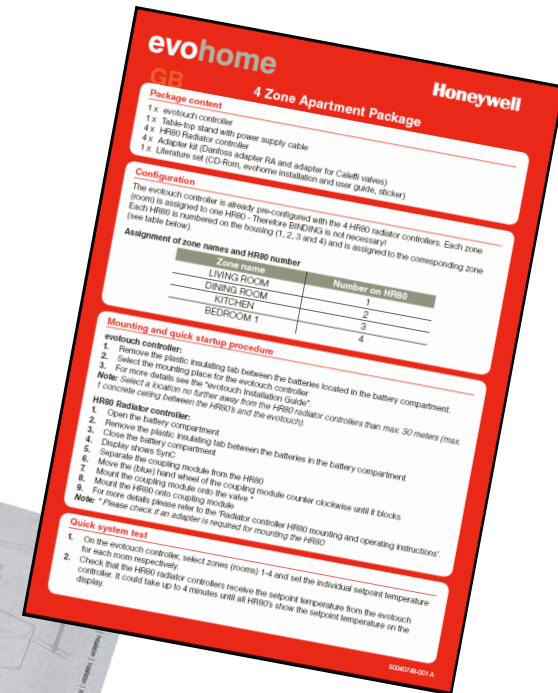 evohome
Honeywell
GB
4 Zone Apartment Package
Package content
1 x evotouch controller
1 x Table-top stand with power supply cable
4 x HR80 Radiator controller
4 x Adapter kit (Danfoss adapter RA and adapter for Caleffi valves)
1 x Literature set (CD-Rom, evohome installation and user guide, sticker)
Configuration
The evotouch controller is already pre-configured with the 4 HR80 radiator controllers. Each zone
(room) is assigned to one HR80 - Therefore BINDING is not necessary!
Each HR80 is numbered on the housing (1, 2, 3 and 4) and is assigned to the corresponding zone
(see table below).
Assignment of zone names and HR80 number
Zone name Number on HR80
LIVING ROOM 1
DINING ROOM 2
KITCHEN 3
BEDROOM 1 4
Mounting and quick startup procedure
evotouch controller:
1. Remove the plastic insulating tab between the batteries located in the battery compartment.
2. Select the mounting place for the evotouch controller
3. For more details see the "evotouch Installation Guide".
Note: Select a location no further away from the HR80 radiator controllers than max. 30 meters (max
1 concrete ceiling between the HR80's and the evotouch).
HR80 Radiator controller:
1. Open the battery compartment
2. Remove the plastic insulating tab between the batteries in the battery compartment
3. Close the battery compartment
4. Display shows SynC
5. Separate the coupling module from the HR80
6. Move the (blue) hand wheel of the coupling module counter clockwise until it blocks
7. Mount the coupling module onto the valve *
8. Mount the HR80 onto coupling module
9. For more details please refer to the 'Radiator controller HR80 mounting and operating instructions'.
Note: * Please check if an adapter is required for mounting the HR80
Quick system test
1. On the evotouch controller, select zones (rooms) 1-4 and set the individual setpoint temperature
for each room respectively.
2. Check that the HR80 radiator controllers receive the setpoint temperature from the evotouch
controller. It could take up to 4 minutes until all HR80's show the setpoint temperature on the
display.
50040748-001 A